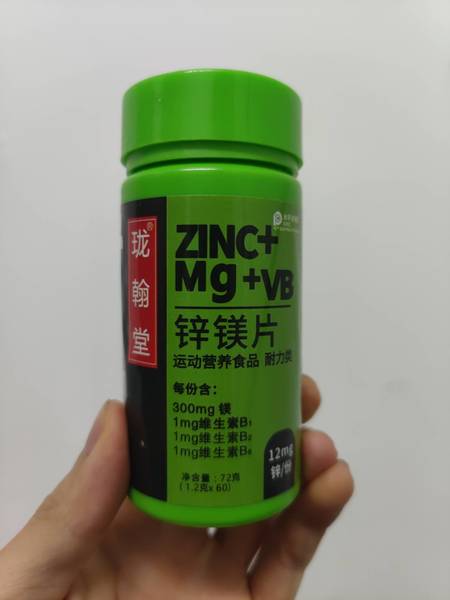 珑翰堂®
ZINC+
Mg+VB
锌镁片
运动营养食品 耐力类
每份含：
300mg 镁
1mg维生素B₁
1mg维生素B₂
1mg维生素B₆
12mg
锌/份
净含量：72克
(1.2克x60)